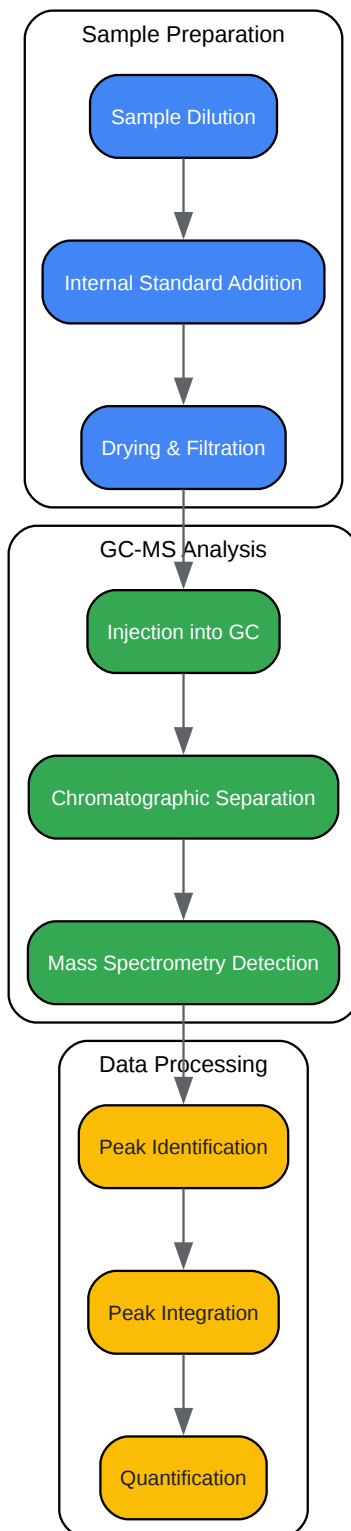 Sample Preparation
Sample Dilution
Internal Standard Addition
Drying & Filtration
GC-MS Analysis
Injection into GC
Chromatographic Separation
Mass Spectrometry Detection
Data Processing
Peak Identification
Peak Integration
Quantification